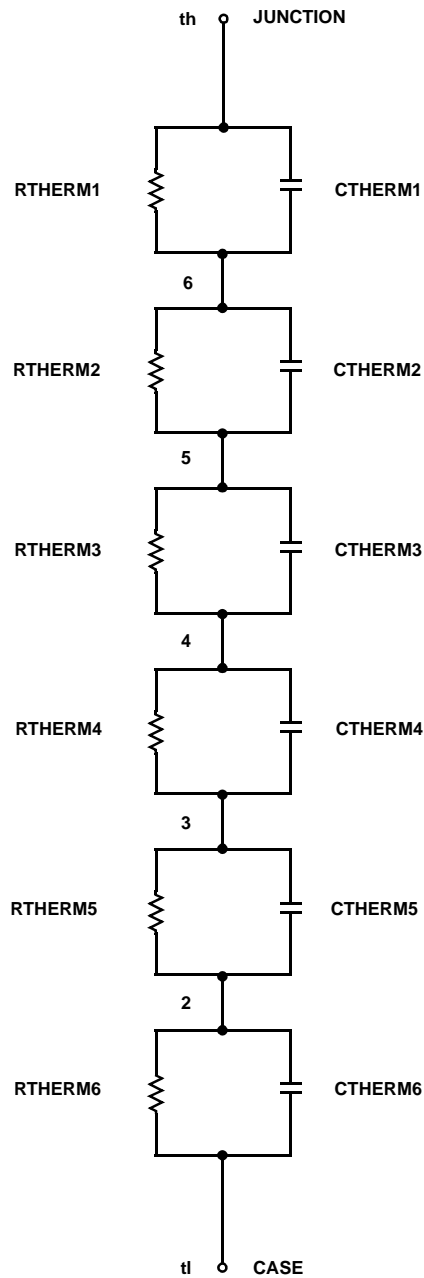 th JUNCTION
RTHERM1 CTHERM1
6
RTHERM2 CTHERM2
5
RTHERM3 CTHERM3
4
RTHERM4 CTHERM4
3
RTHERM5 CTHERM5
2
RTHERM6 CTHERM6
tl CASE